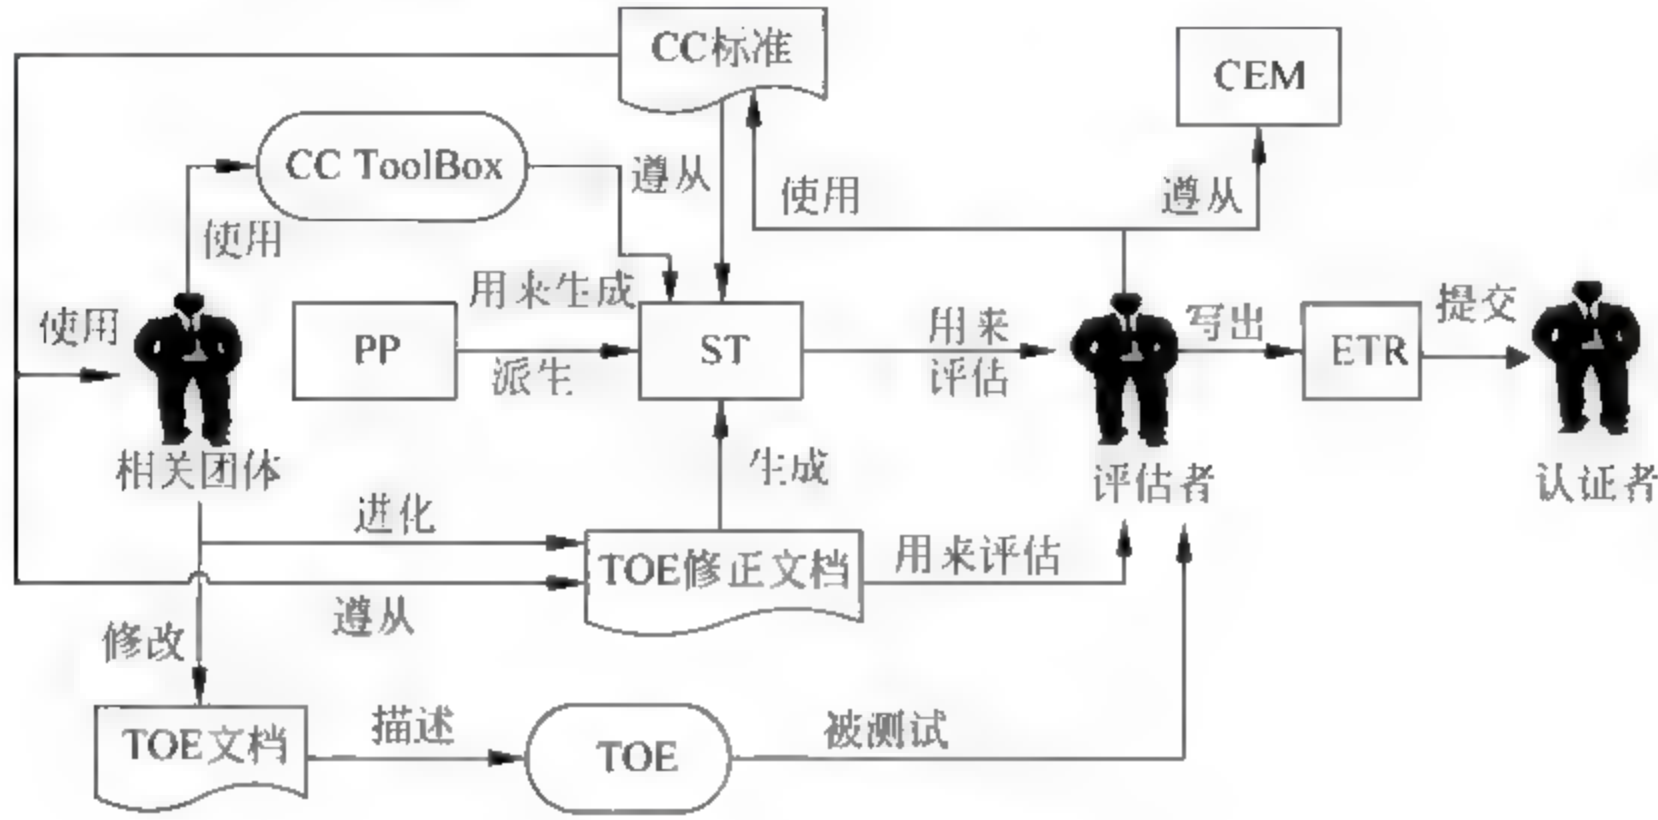 CC标准
CEM
CC ToolBox
遵从
使用
遵从
使用
用来生成
使用
PP
派生
ST
用来
评估
写出
ETR
提交
相关团体
生成
评估者
认证者
进化
TOE修正文档
用来评估
遵从
修改
TOE文档
描述
TOE
被测试